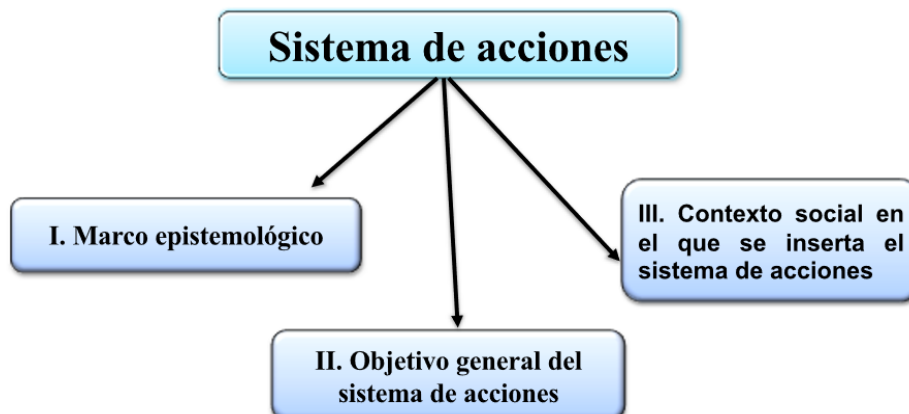 Sistema de acciones
I. Marco epistemológico
III. Contexto social en
el que se inserta el
sistema de acciones
II. Objetivo general del
sistema de acciones